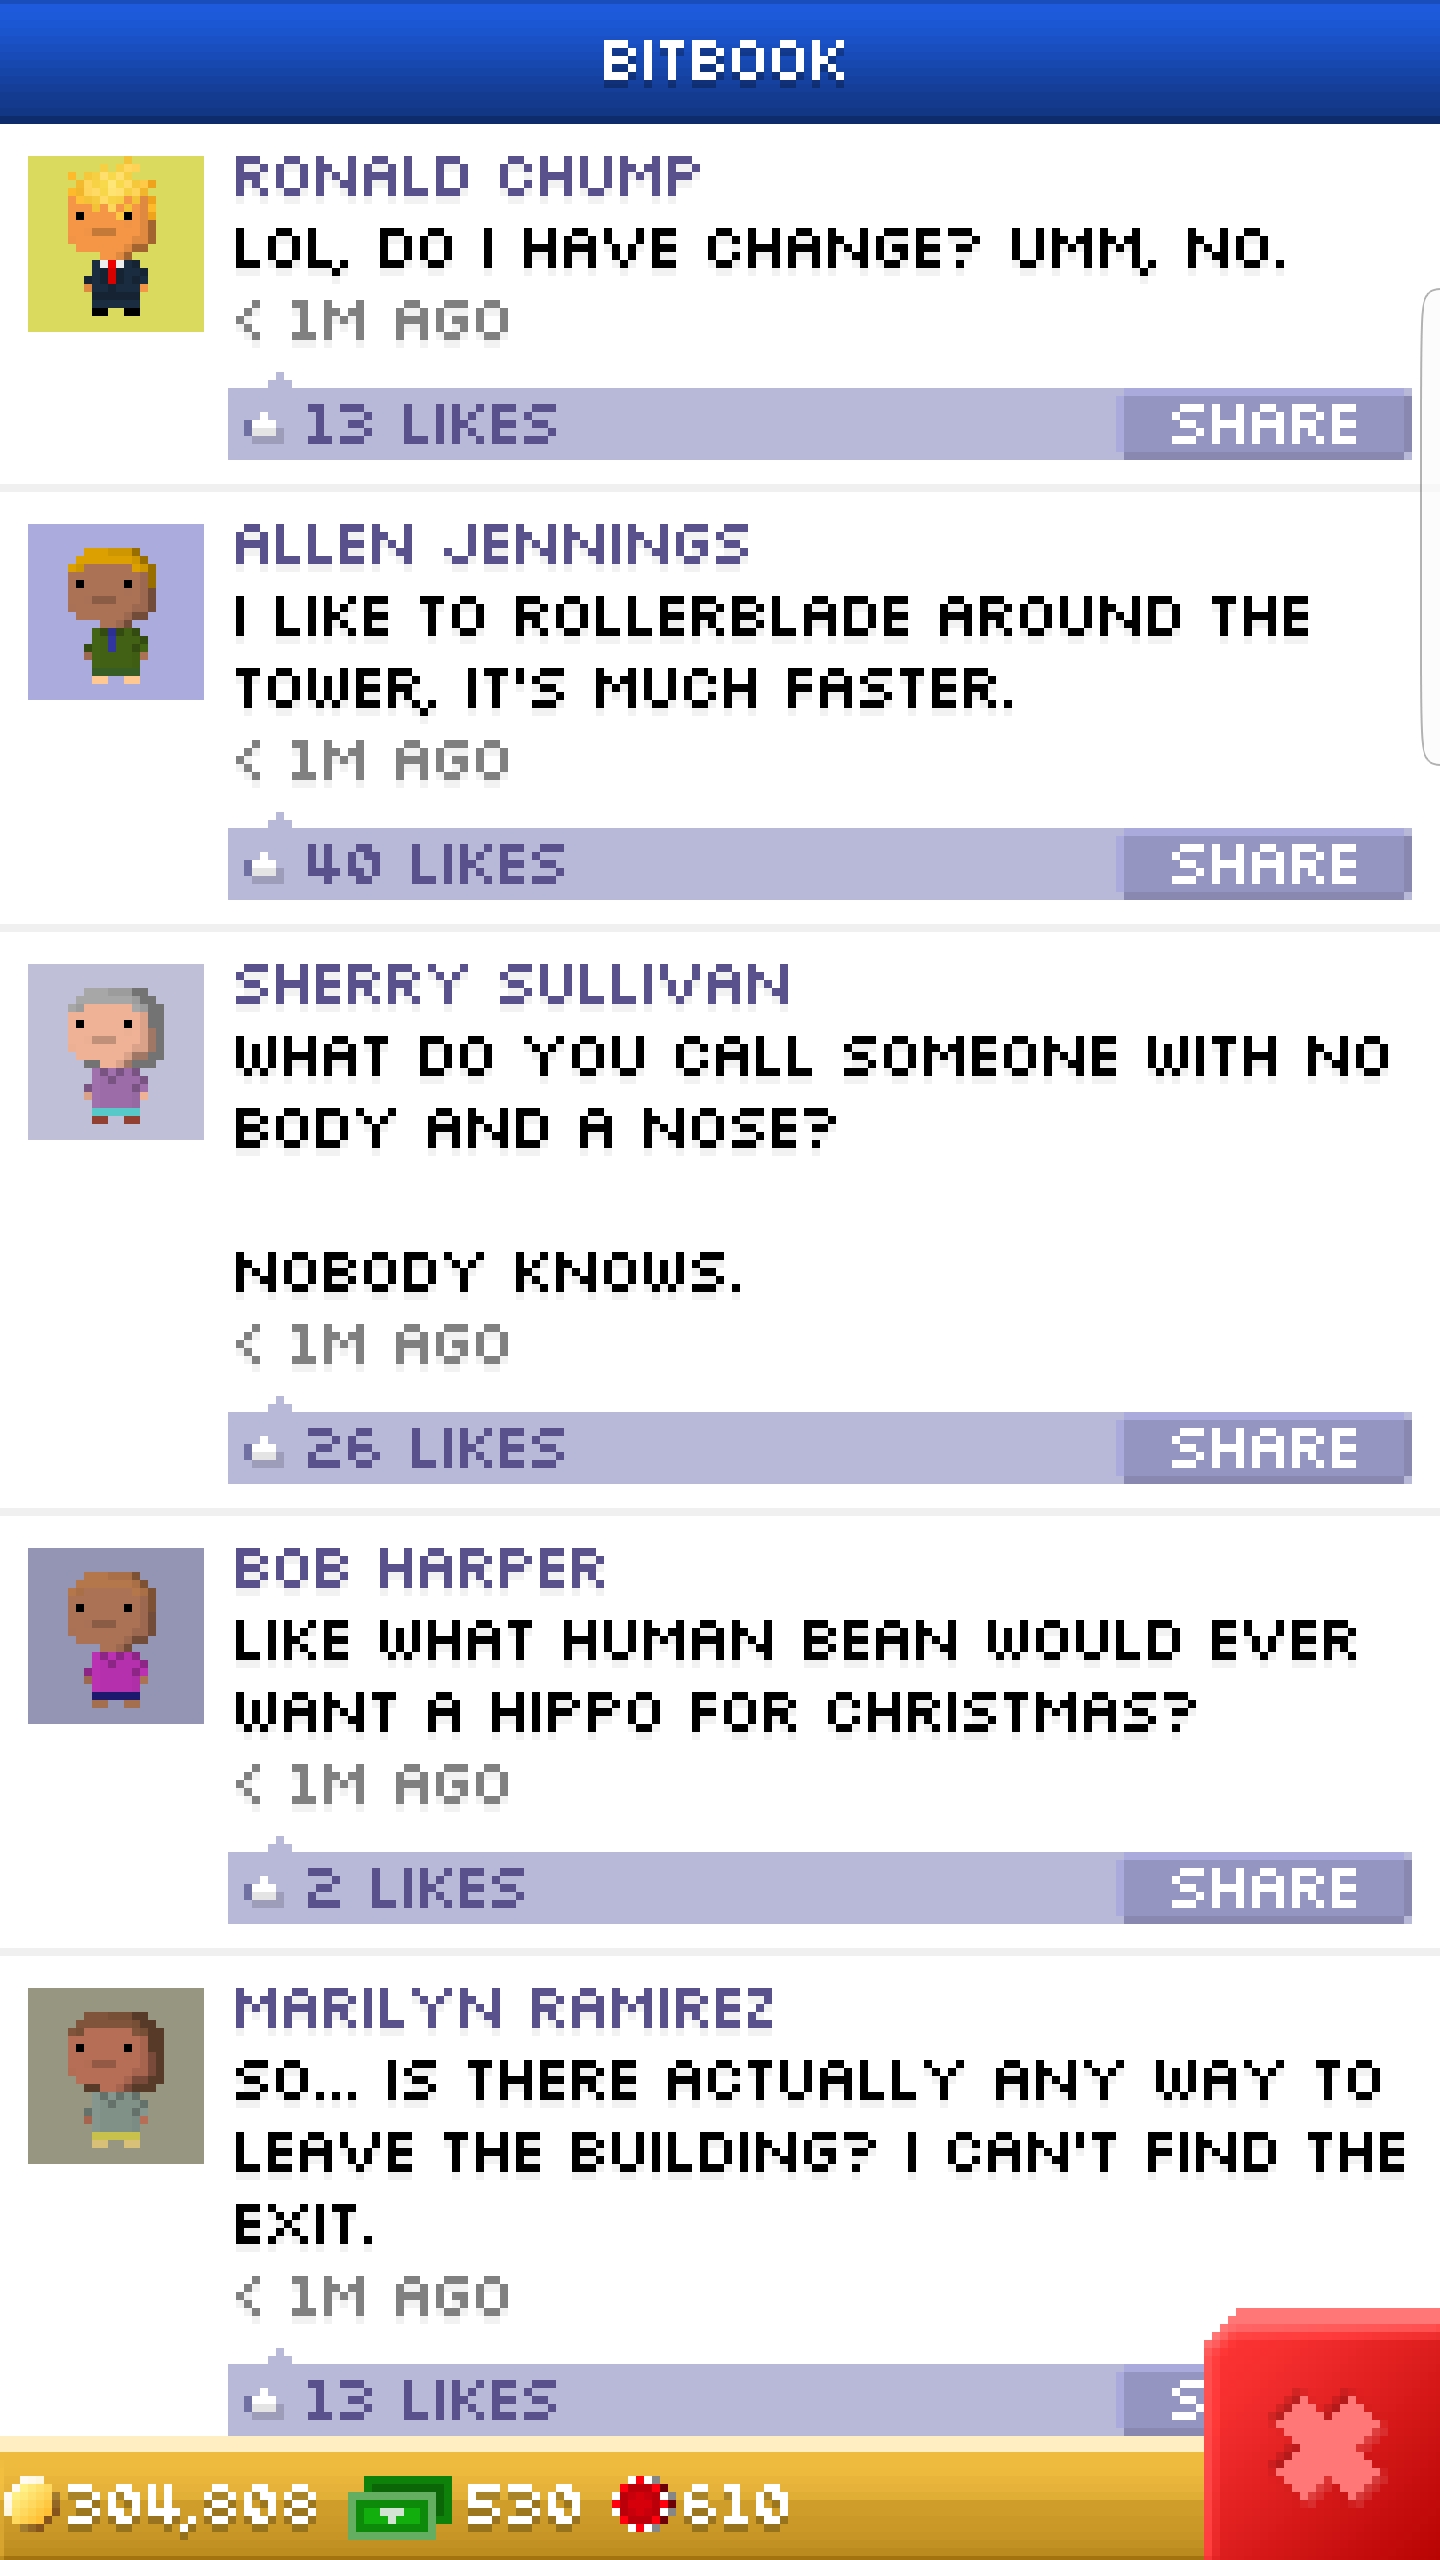 BITBOOK
RONALD CHUMP
LOL, DO I HAVE CHANGE? UMM, NO.
< 1M AGO
13 LIKES
SHARE
ALLEN JENNINGS
I LIKE TO ROLLERBLADE AROUND THE
TOWER, IT'S MUCH FASTER.
< 1M AGO
40 LIKES
SHARE
SHERRY SULLIVAN
WHAT DO YOU CALL SOMEONE WITH NO
BODY AND A NOSE?
NOBODY KNOWS.
< 1M AGO
26 LIKES
SHARE
BOB HARPER
LIKE WHAT HUMAN BEAN WOULD EVER
WANT A HIPPO FOR CHRISTMAS?
< 1M AGO
2 LIKES
SHARE
MARILYN RAMIREZ
SO... IS THERE ACTUALLY ANY WAY TO
LEAVE THE BUILDING? I CAN'T FIND THE
EXIT.
< 1M AGO
13 LIKES
304,808 530 610